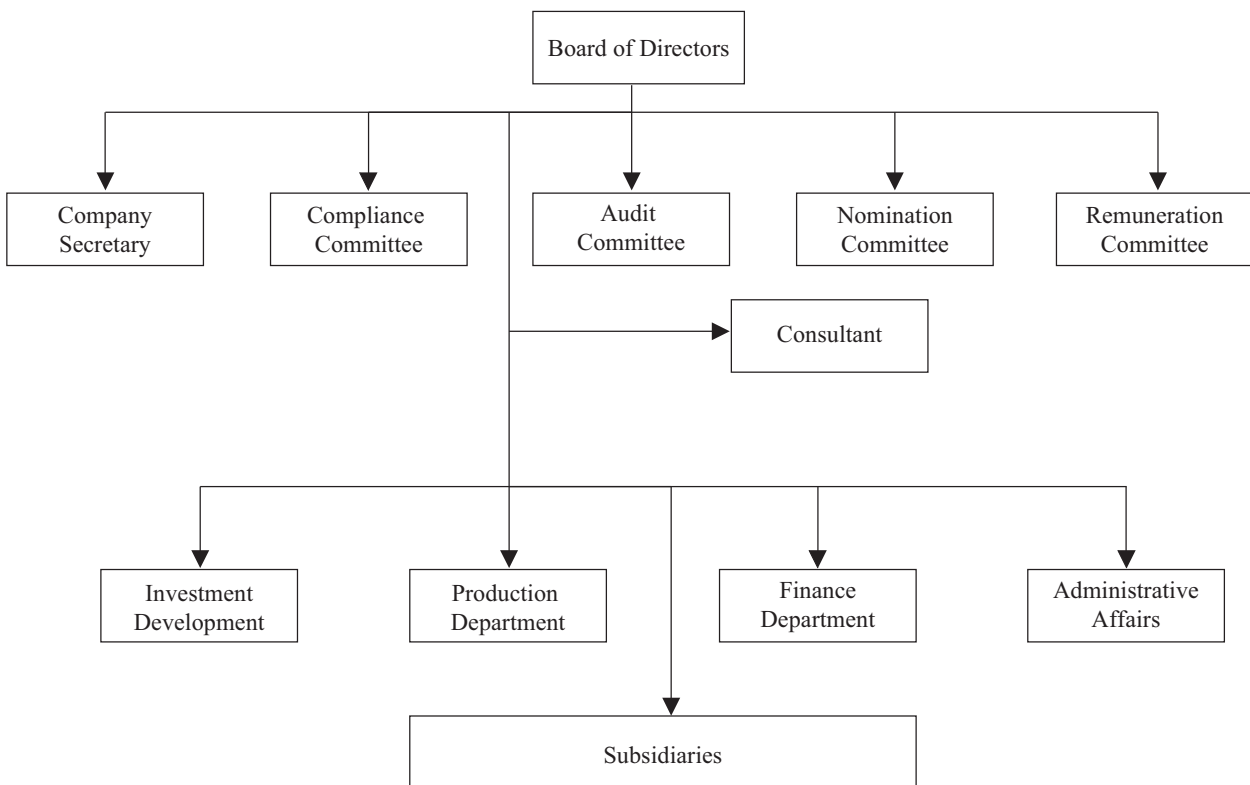 Board of Directors
Company
Secretary
Compliance
Committee
Audit
Committee
Nomination
Committee
Remuneration
Committee
Consultant
Investment
Development
Production
Department
Finance
Department
Administrative
Affairs
Subsidiaries